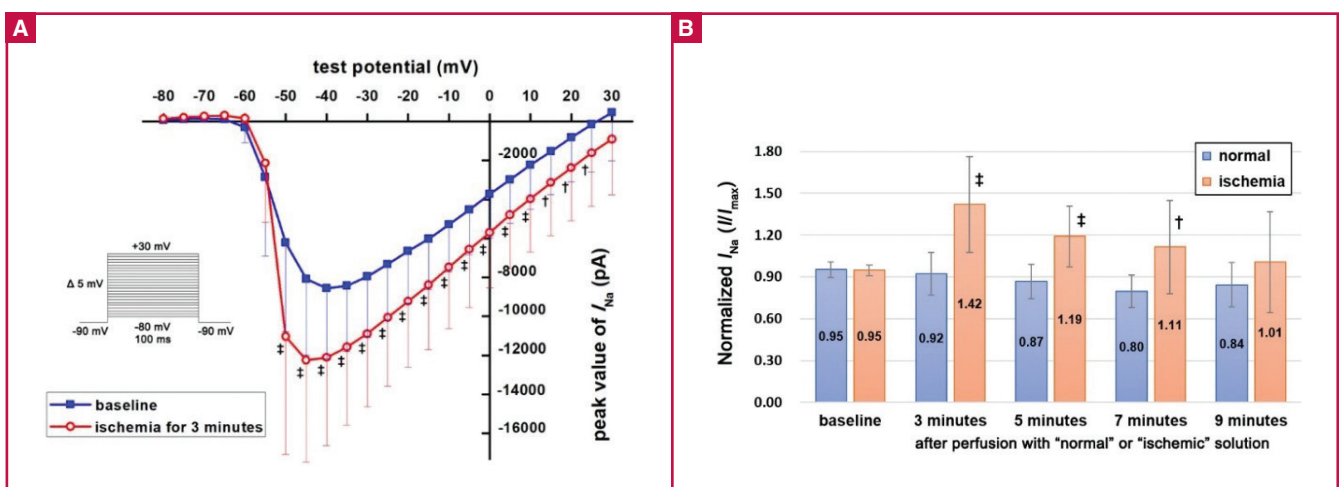 A
test potential (mV)
-80 -70 -60 -50 -40 -30 -20 -10 0 10 20 30
-2000
-8000
-10000
-12000
-14000
-16000
peak value of I_Na (pA)
† † †
‡ ‡ ‡ ‡ ‡ ‡ ‡ ‡ ‡ ‡ ‡ ‡ ‡
+30 mV
Δ 5 mV
-90 mV -80 mV -90 mV
100 ms
baseline
ischemia for 3 minutes
B
Normalized I_Na (I/I_max)
1.80
1.50
1.20
0.90
0.60
0.30
0.00
normal
ischemia
‡ ‡ †
0.95 0.95 0.92 1.42 0.87 1.19 0.80 1.11 0.84 1.01
baseline 3 minutes 5 minutes 7 minutes 9 minutes
after perfusion with “normal” or “ischemic” solution